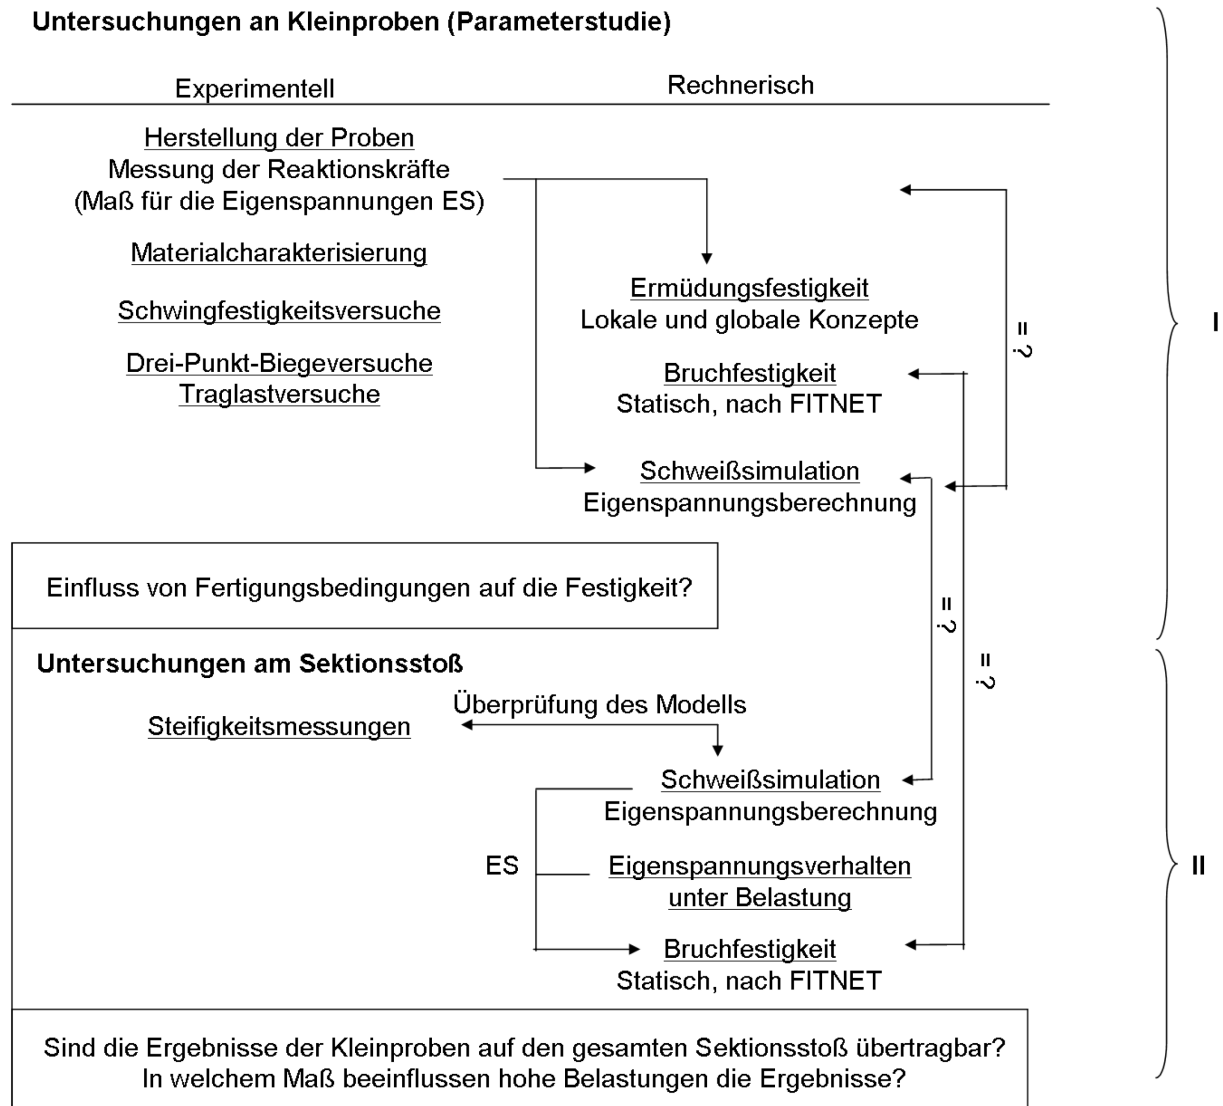 Untersuchungen an Kleinproben (Parameterstudie)
Experimentell
Rechnerisch
Herstellung der Proben
Messung der Reaktionskräfte
(Maß für die Eigenspannungen ES)
Materialcharakterisierung
Schwingfestigkeitsversuche
Drei-Punkt-Biegeversuche
Traglastversuche
Ermüdungsfestigkeit
Lokale und globale Konzepte
Bruchfestigkeit
Statisch, nach FITNET
Schweißsimulation
Eigenspannungsberechnung
= ?
I
Einfluss von Fertigungsbedingungen auf die Festigkeit?
= ?
= ?
Untersuchungen am Sektionsstoß
Überprüfung des Modells
Steifigkeitsmessungen
Schweißsimulation
Eigenspannungsberechnung
ES
Eigenspannungsverhalten
unter Belastung
Bruchfestigkeit
Statisch, nach FITNET
II
Sind die Ergebnisse der Kleinproben auf den gesamten Sektionsstoß übertragbar?
In welchem Maß beeinflussen hohe Belastungen die Ergebnisse?